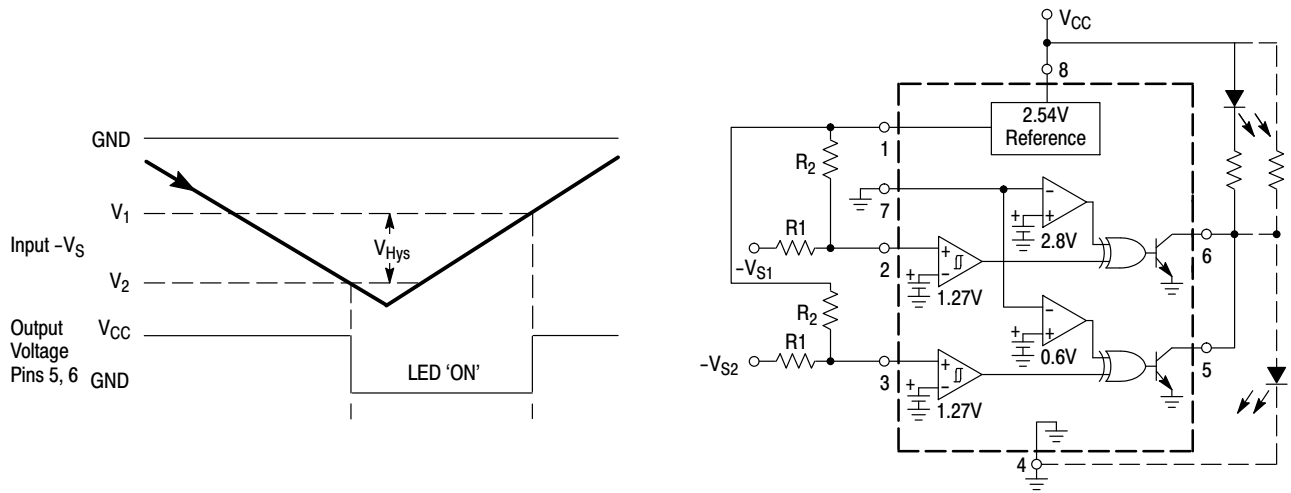 GND
V1
Input –VS
VHys
V2
Output
Voltage
Pins 5, 6
VCC
GND
LED ‘ON’
VCC
8
2.54V
Reference
1
R2
7
–
+
+
2.8V
6
R1
–VS1
2
+
–
+
1.27V
R2
–
+
+
0.6V
5
R1
–VS2
3
+
–
+
1.27V
4